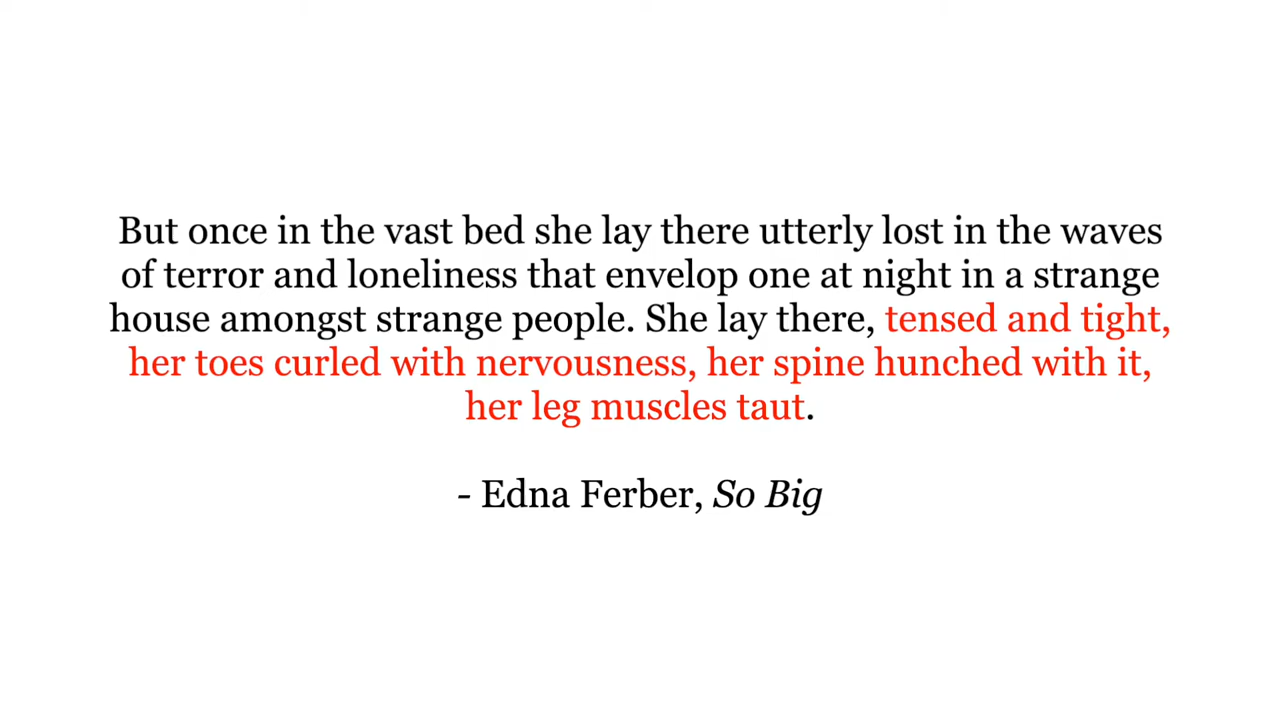 But once in the vast bed she lay there utterly lost in the waves
of terror and loneliness that envelop one at night in a strange
house amongst strange people. She lay there, tensed and tight,
her toes curled with nervousness, her spine hunched with it,
her leg muscles taut.
- Edna Ferber, So Big